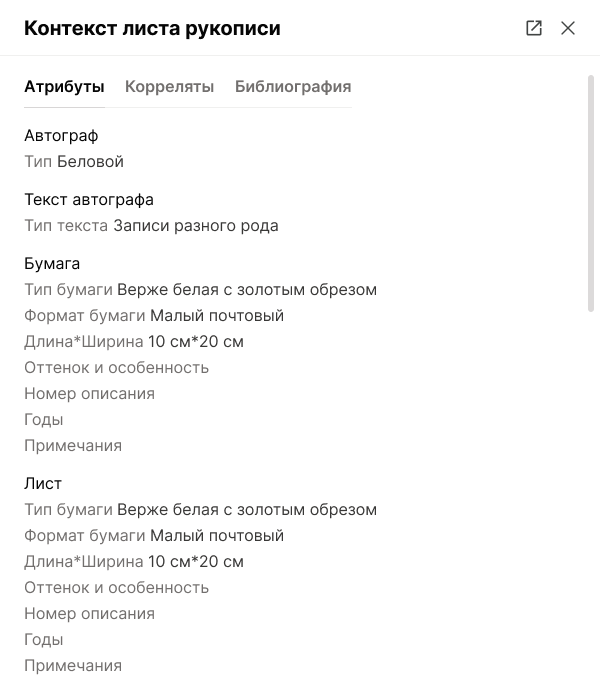 Контекст листа рукописи
Атрибуты Корреляты Библиография
Автограф
Тип Беловой
Текст автографа
Тип текста Записи разного рода
Бумага
Тип бумаги Верже белая с золотым обрезом
Формат бумаги Малый почтовый
Длина*Ширина 10 см*20 см
Оттенок и особенность
Номер описания
Годы
Примечания
Лист
Тип бумаги Верже белая с золотым обрезом
Формат бумаги Малый почтовый
Длина*Ширина 10 см*20 см
Оттенок и особенность
Номер описания
Годы
Примечания